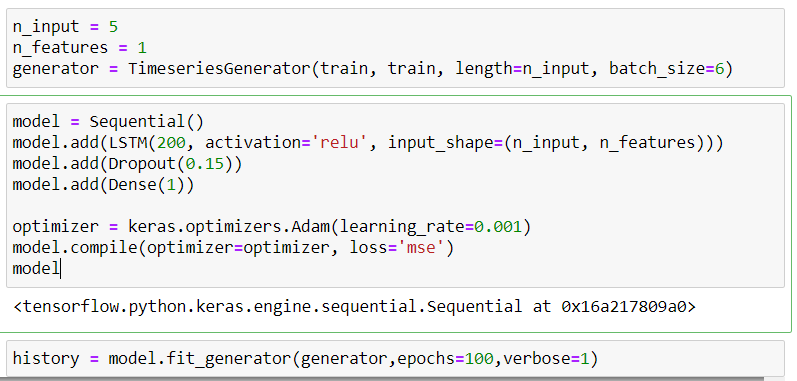 n_input = 5
n_features = 1
generator = TimeseriesGenerator(train, train, length=n_input, batch_size=6)
model = Sequential()
model.add(LSTM(200, activation='relu', input_shape=(n_input, n_features)))
model.add(Dropout(0.15))
model.add(Dense(1))
optimizer = keras.optimizers.Adam(learning_rate=0.001)
model.compile(optimizer=optimizer, loss='mse')
model
<tensorflow.python.keras.engine.sequential.Sequential at 0x16a217809a0>
history = model.fit_generator(generator,epochs=100,verbose=1)